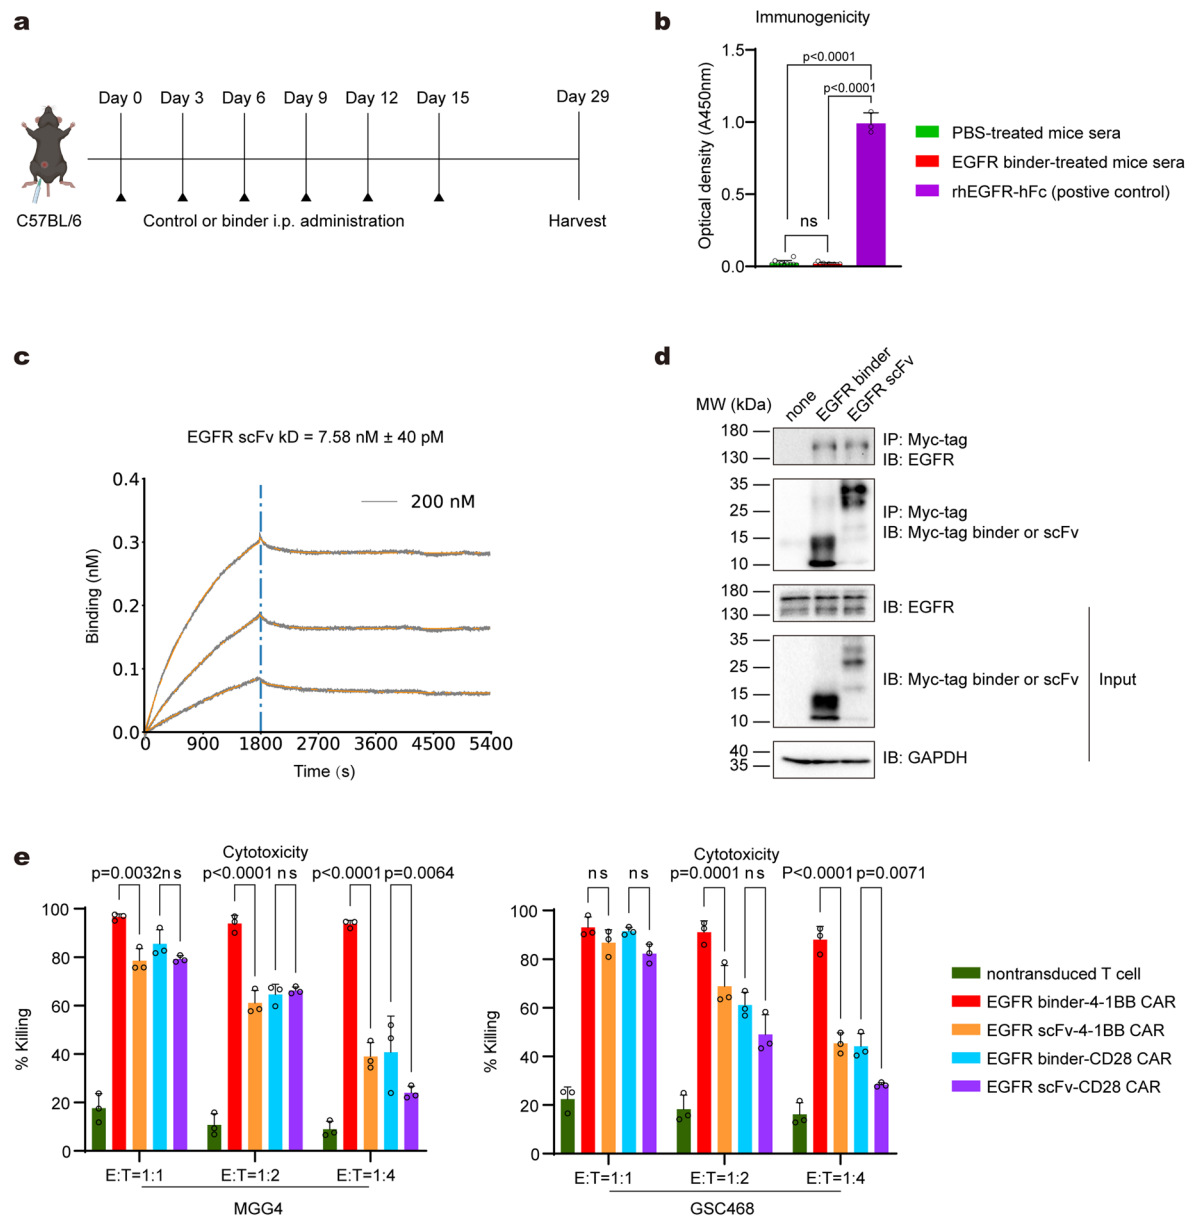 a
Day 0 Day 3 Day 6 Day 9 Day 12 Day 15 Day 29
C57BL/6 Control or binder i.p. administration Harvest
b
Immunogenicity
Optical density (A450nm)
1.5
1.0
0.5
0.0
p<0.0001
p<0.0001
ns
PBS-treated mice sera
EGFR binder-treated mice sera
rhEGFR-hFc (postive control)
c
EGFR scFv kD = 7.58 nM ± 40 pM
200 nM
Binding (nM)
0.4
0.3
0.2
0.1
0.0
0 900 1800 2700 3600 4500 5400
Time (s)
d
MW (kDa)
none
EGFR binder
EGFR scFv
180
130
IP: Myc-tag
IB: EGFR
35
25
15
10
IP: Myc-tag
IB: Myc-tag binder or scFv
180
130
IB: EGFR
35
25
15
10
IB: Myc-tag binder or scFv
Input
40
35
IB: GAPDH
e
Cytotoxicity
p=0.0032 ns p<0.0001 ns p<0.0001 p=0.0064
% Killing
100
80
60
40
20
0
E:T=1:1 E:T=1:2 E:T=1:4
MGG4
Cytotoxicity
ns ns p=0.0001 ns P<0.0001 p=0.0071
% Killing
100
80
60
40
20
0
E:T=1:1 E:T=1:2 E:T=1:4
GSC468
nontransduced T cell
EGFR binder-4-1BB CAR
EGFR scFv-4-1BB CAR
EGFR binder-CD28 CAR
EGFR scFv-CD28 CAR